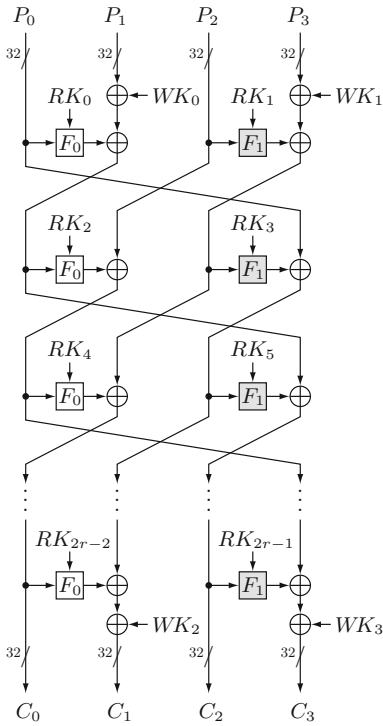 P₀ P₁ P₂ P₃
32 32 32 32
RK₀ WK₀ RK₁ WK₁
F₀ F₁
RK₂ RK₃
F₀ F₁
RK₄ RK₅
F₀ F₁
RK₂ᵣ₋₂ RK₂ᵣ₋₁
F₀ F₁
WK₂ WK₃
32 32 32 32
C₀ C₁ C₂ C₃